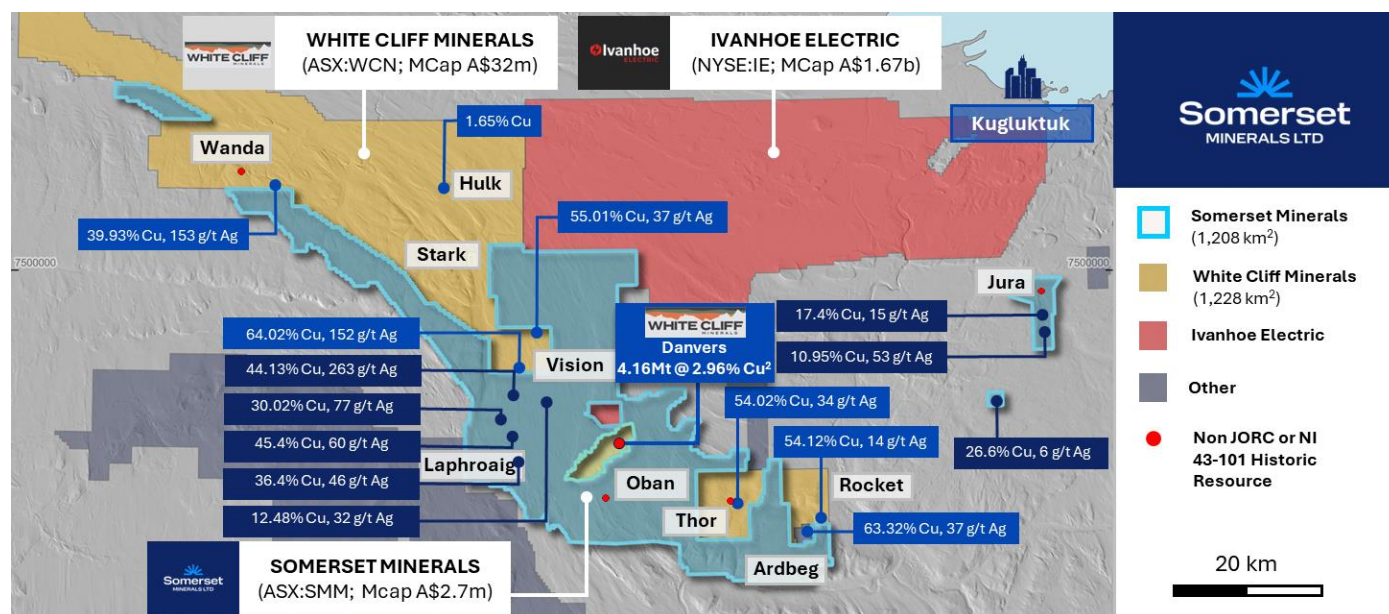 WHITE CLIFF
MINERALS
WHITE CLIFF MINERALS
(ASX:WCN; MCap A$32m)
Ivanhoe
ELECTRIC
IVANHOE ELECTRIC
(NYSE:IE; MCap A$1.67b)
Kugluktuk
1.65% Cu
Wanda
Hulk
39.93% Cu, 153 g/t Ag
55.01% Cu, 37 g/t Ag
Stark
7500000
7500000
Jura
17.4% Cu, 15 g/t Ag
10.95% Cu, 53 g/t Ag
WHITE CLIFF
MINERALS
Danvers
4.16Mt @ 2.96% Cu²
64.02% Cu, 152 g/t Ag
44.13% Cu, 263 g/t Ag
30.02% Cu, 77 g/t Ag
45.4% Cu, 60 g/t Ag
36.4% Cu, 46 g/t Ag
12.48% Cu, 32 g/t Ag
Vision
54.02% Cu, 34 g/t Ag
54.12% Cu, 14 g/t Ag
26.6% Cu, 6 g/t Ag
Laphroaig
Oban
Rocket
Thor
63.32% Cu, 37 g/t Ag
Ardbeg
Somerset
MINERALS LTD
SOMERSET MINERALS
(ASX:SMM; Mcap A$2.7m)
Somerset
MINERALS LTD
Somerset Minerals
(1,208 km²)
White Cliff Minerals
(1,228 km²)
Ivanhoe Electric
Other
Non JORC or NI
43-101 Historic
Resource
20 km